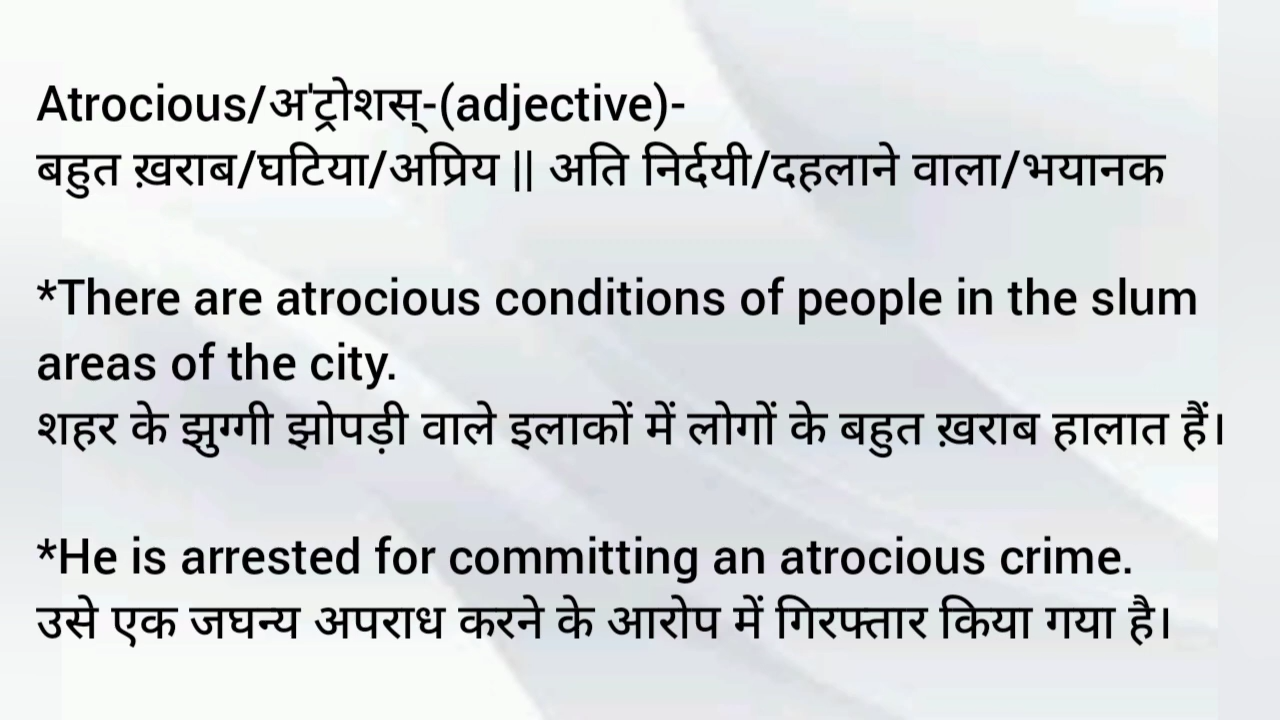 Atrocious/अ'ट्रोशस्-(adjective)-
बहुत ख़राब/घटिया/अप्रिय || अति निर्दयी/दहलाने वाला/भयानक
*There are atrocious conditions of people in the slum
areas of the city.
शहर के झुग्गी झोपड़ी वाले इलाकों में लोगों के बहुत ख़राब हालात हैं।
*He is arrested for committing an atrocious crime.
उसे एक जघन्य अपराध करने के आरोप में गिरफ्तार किया गया है।